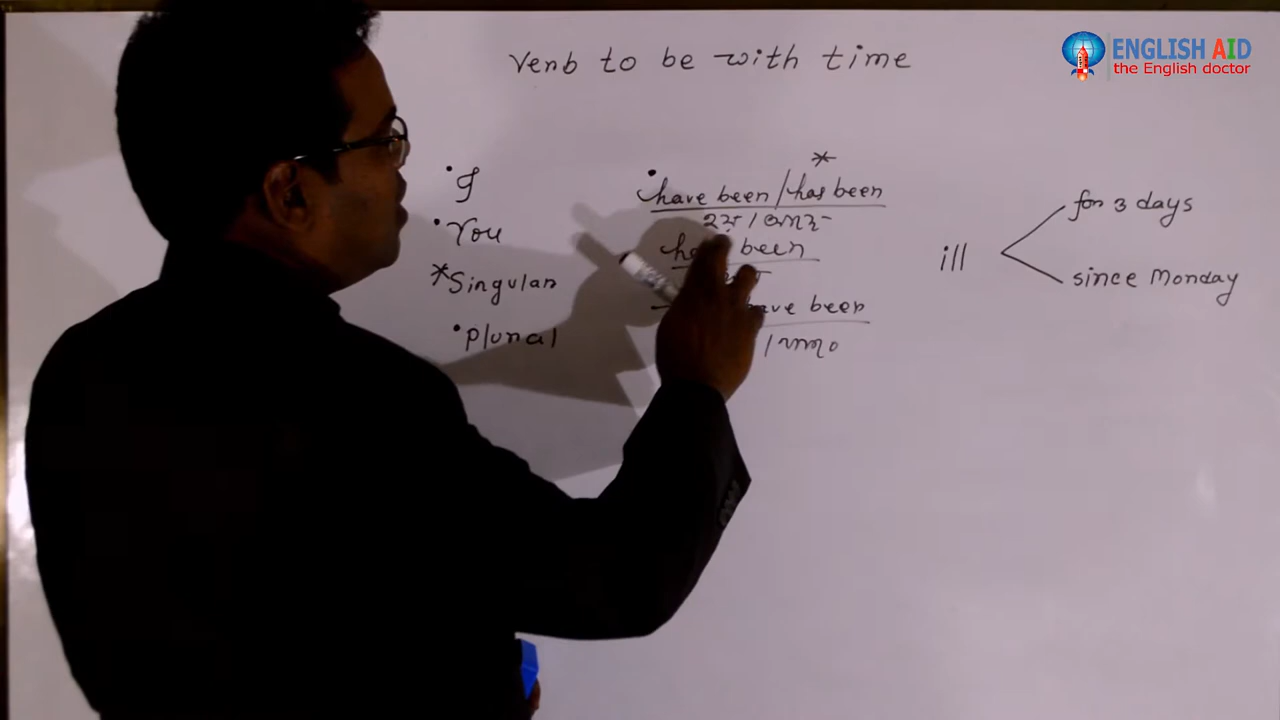 Verb to be with time
ENGLISH AID
the English doctor
*
• I
• have been / has been
for 3 days
• You
been
ill
*Singular
since Monday
have been
• plural